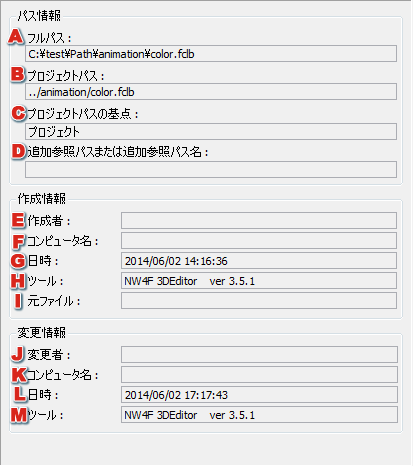 パス情報
A フルパス：
C:¥test¥Path¥animation¥color.fclb
B プロジェクトパス：
../animation/color.fclb
C プロジェクトパスの基点：
プロジェクト
D 追加参照パスまたは追加参照パス名：
作成情報
E 作成者：
F コンピュータ名：
G 日時： 2014/06/02 14:16:36
H ツール： NW4F 3DEditor ver 3.5.1
I 元ファイル：
変更情報
J 変更者：
K コンピュータ名：
L 日時： 2014/06/02 17:17:43
M ツール： NW4F 3DEditor ver 3.5.1